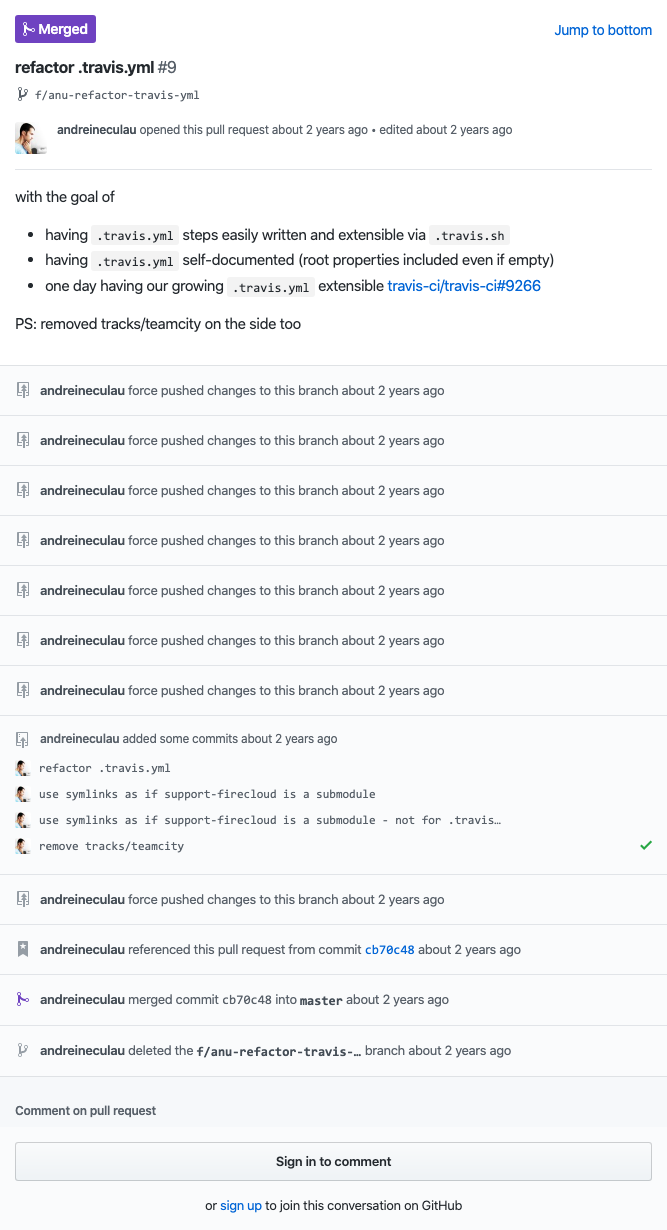 Merged
Jump to bottom
refactor .travis.yml #9
f/anu-refactor-travis-yml
andreineculau opened this pull request about 2 years ago • edited about 2 years ago
with the goal of
• having .travis.yml steps easily written and extensible via .travis.sh
• having .travis.yml self-documented (root properties included even if empty)
• one day having our growing .travis.yml extensible travis-ci/travis-ci#9266
PS: removed tracks/teamcity on the side too
andreineculau force pushed changes to this branch about 2 years ago
andreineculau force pushed changes to this branch about 2 years ago
andreineculau force pushed changes to this branch about 2 years ago
andreineculau force pushed changes to this branch about 2 years ago
andreineculau force pushed changes to this branch about 2 years ago
andreineculau force pushed changes to this branch about 2 years ago
andreineculau force pushed changes to this branch about 2 years ago
andreineculau added some commits about 2 years ago
refactor .travis.yml
use symlinks as if support-firecloud is a submodule
use symlinks as if support-firecloud is a submodule - not for .travis…
remove tracks/teamcity
andreineculau force pushed changes to this branch about 2 years ago
andreineculau referenced this pull request from commit cb70c48 about 2 years ago
andreineculau merged commit cb70c48 into master about 2 years ago
andreineculau deleted the f/anu-refactor-travis-… branch about 2 years ago
Comment on pull request
Sign in to comment
or sign up to join this conversation on GitHub